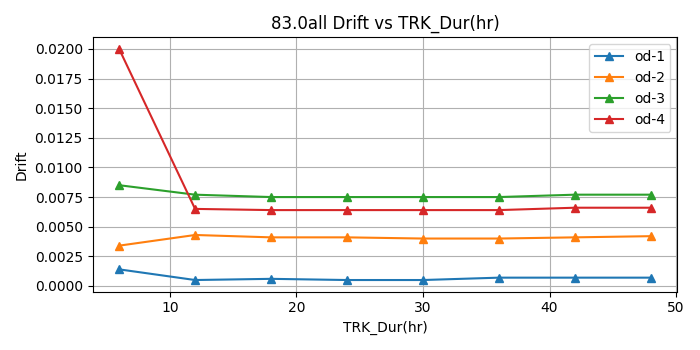 83.0all Drift vs TRK_Dur(hr)
0.0200
0.0175
0.0150
0.0125
0.0100
0.0075
0.0050
0.0025
0.0000
Drift
od-1
od-2
od-3
od-4
10 20 30 40 50
TRK_Dur(hr)